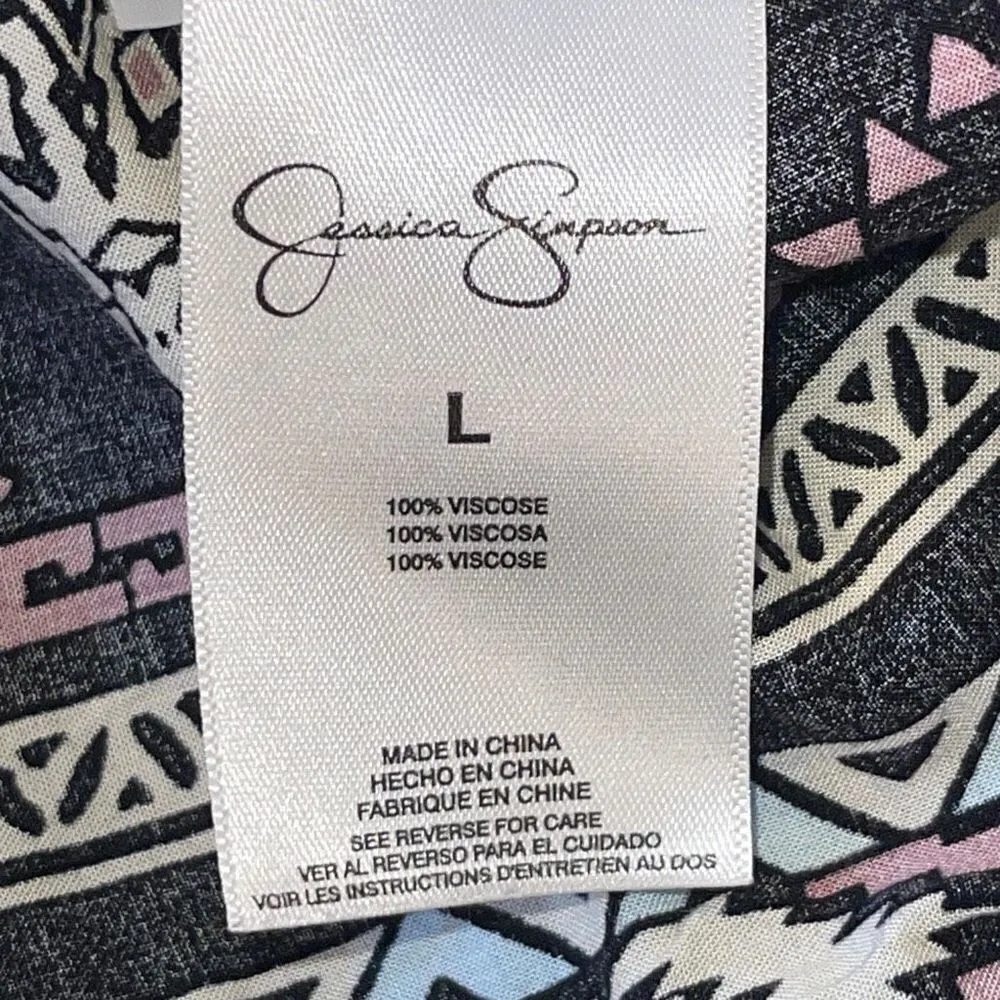 Jessica Simpson
L
100% VISCOSE
100% VISCOSA
100% VISCOSE
MADE IN CHINA
HECHO EN CHINA
FABRIQUE EN CHINE
SEE REVERSE FOR CARE
VER AL REVERSO PARA EL CUIDADO
VOIR LES INSTRUCTIONS D'ENTRETIEN AU DOS